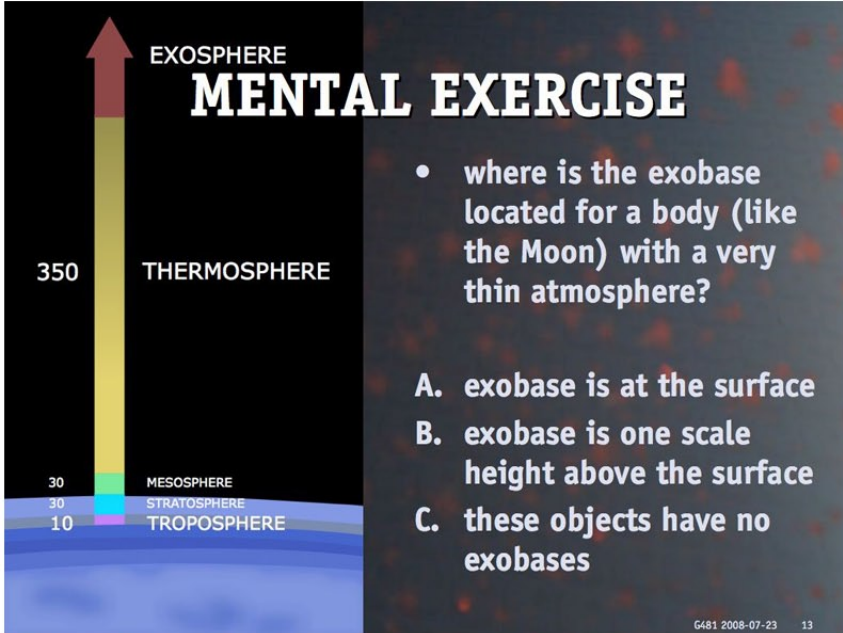 EXOSPHERE
MENTAL EXERCISE
• where is the exobase
located for a body (like
the Moon) with a very
thin atmosphere?
350 THERMOSPHERE
A. exobase is at the surface
B. exobase is one scale
height above the surface
C. these objects have no
exobases
30 MESOSPHERE
30 STRATOSPHERE
10 TROPOSPHERE
G481 2008-07-23 13